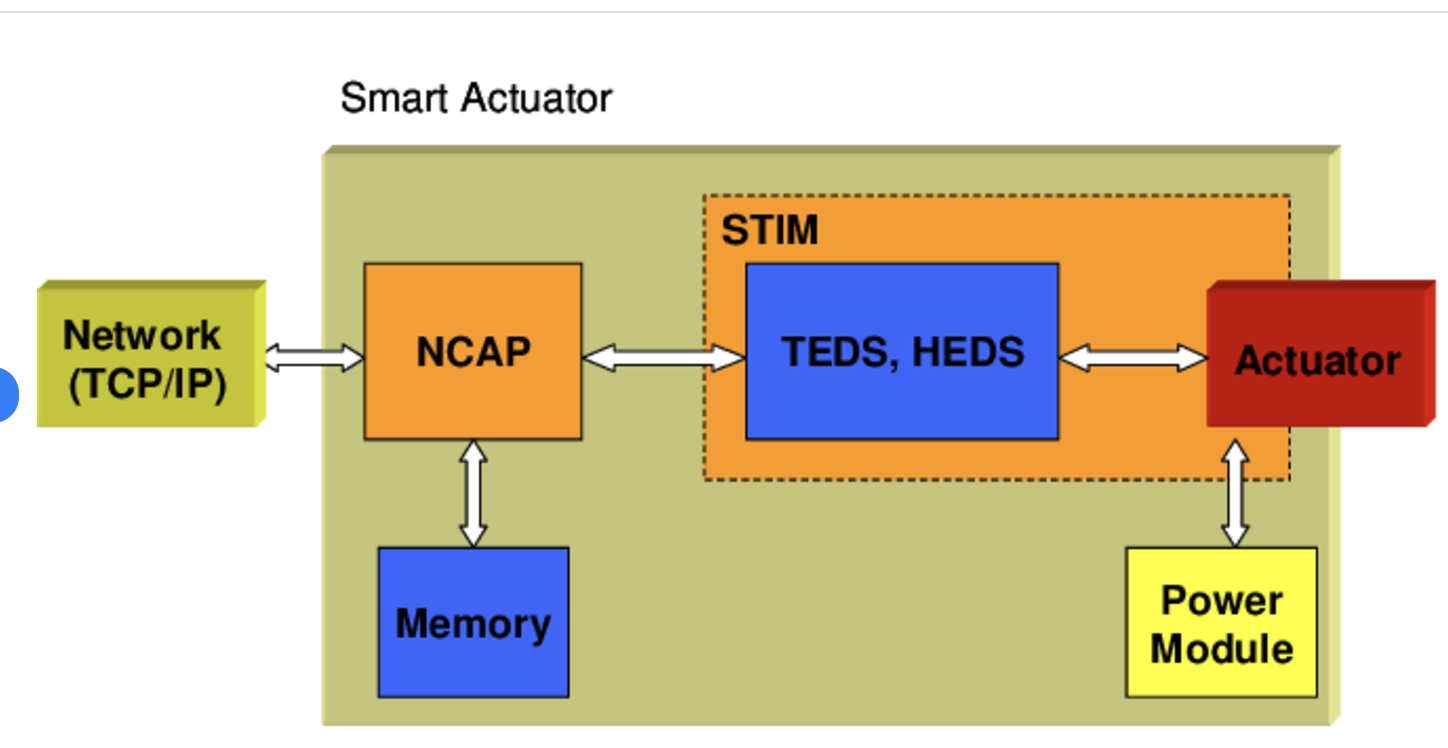 Smart Actuator
STIM
Network
(TCP/IP)
NCAP
TEDS, HEDS
Actuator
Memory
Power
Module